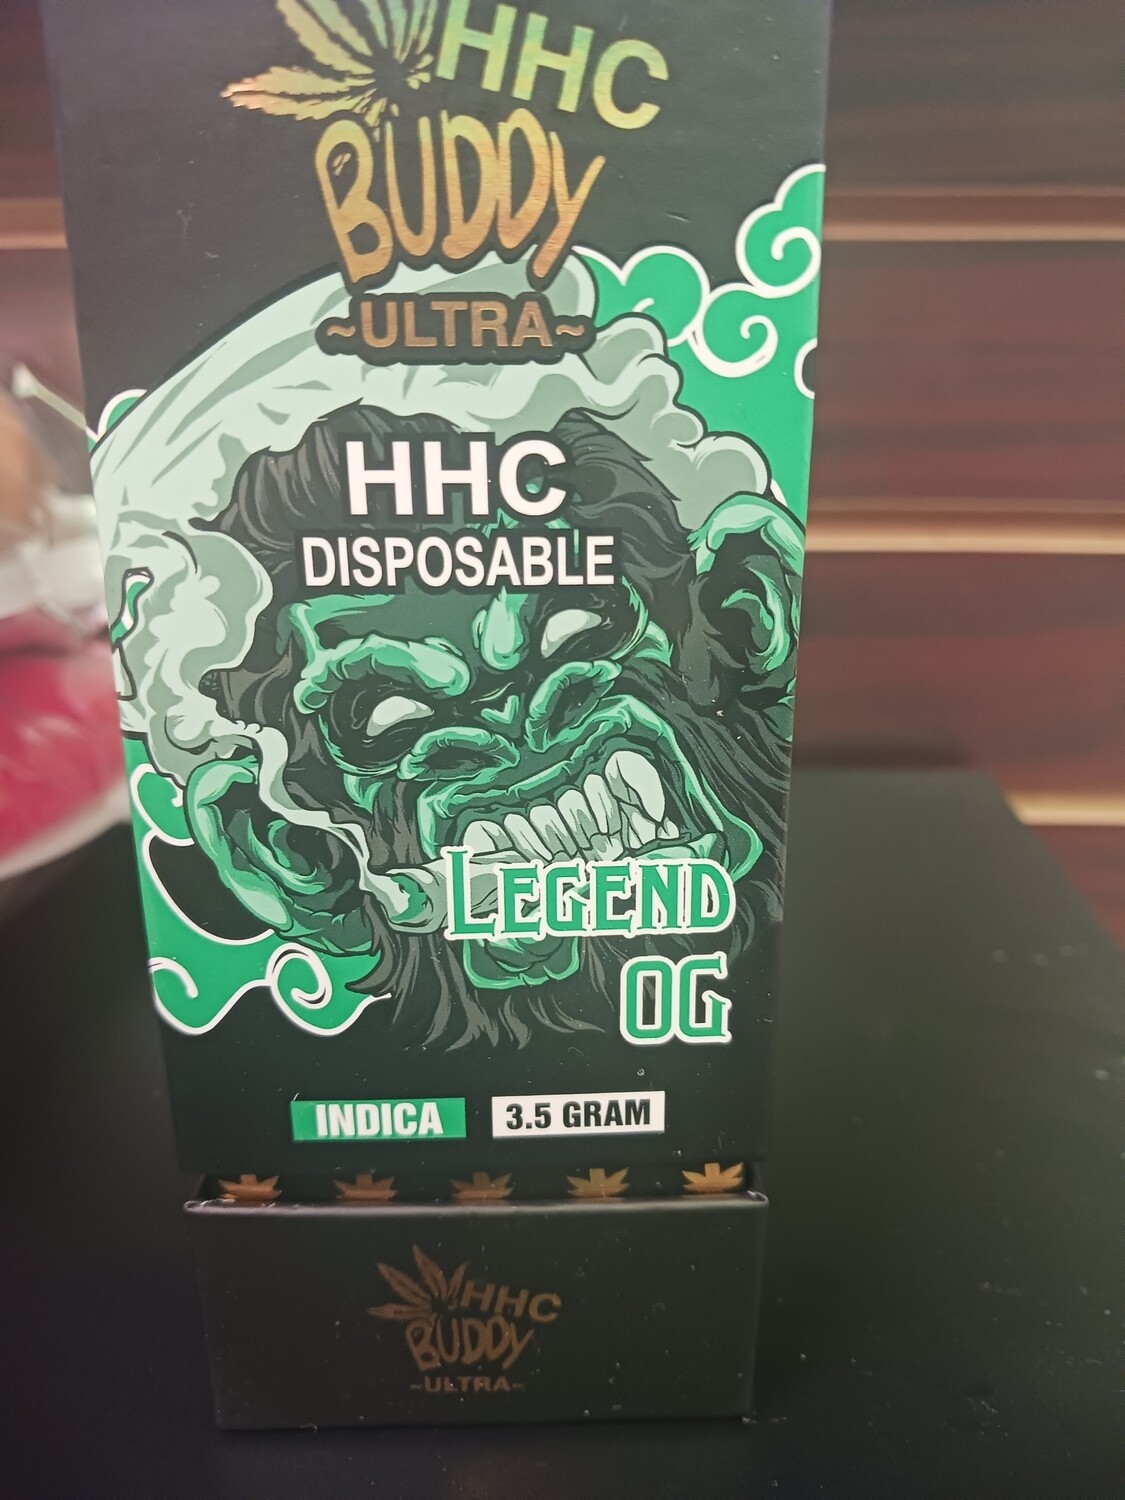 HHC
BUDDY
~ULTRA~
HHC
DISPOSABLE
LEGEND
OG
INDICA
3.5 GRAM
HHC
BUDDY
~ULTRA~